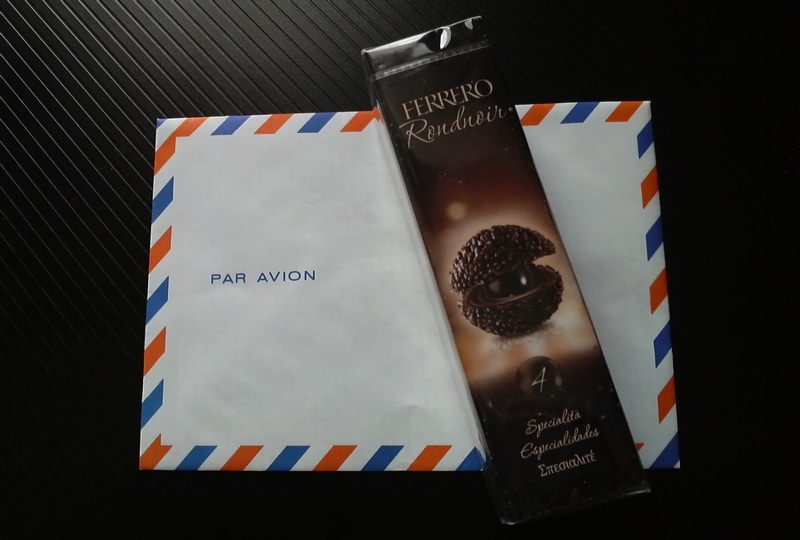 PAR AVION
FERRERO
Rondnoir
4
Specialità
Especialidades
Σπεσιαλιτέ